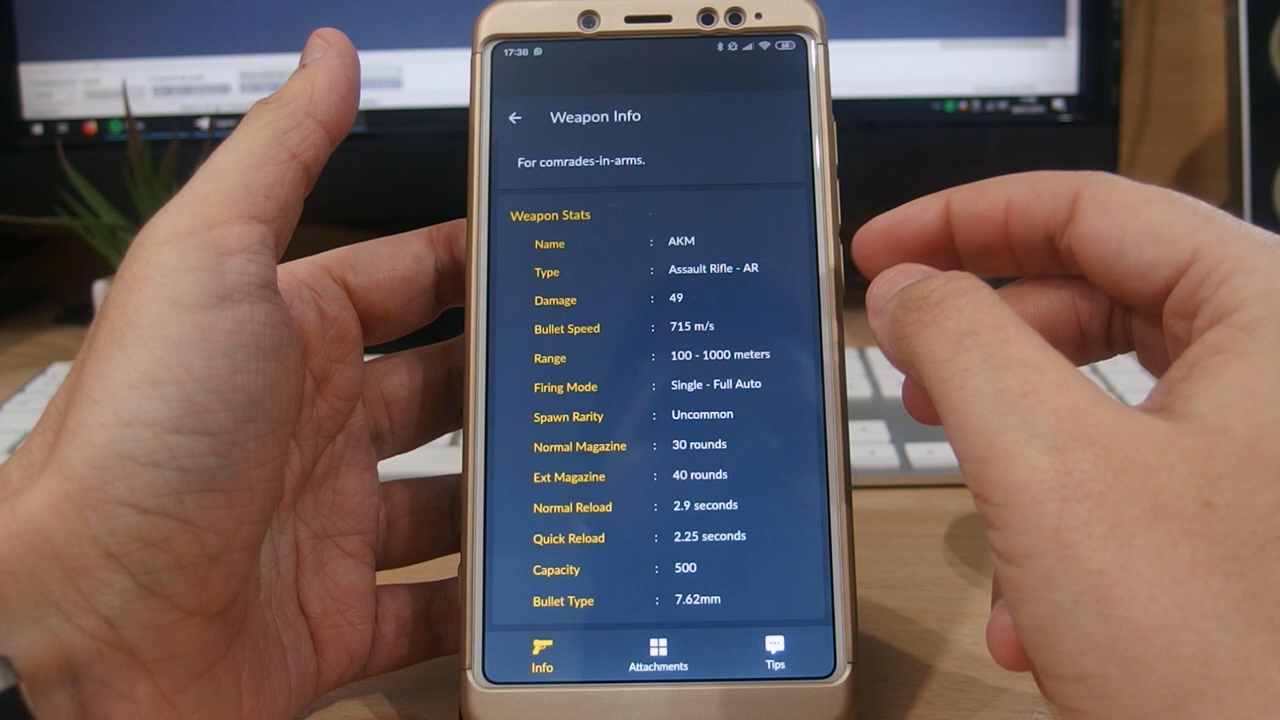 17:36
68
Weapon Info
For comrades-in-arms.
Weapon Stats
Name : AKM
Type : Assault Rifle - AR
Damage : 49
Bullet Speed : 715 m/s
Range : 100 - 1000 meters
Firing Mode : Single - Full Auto
Spawn Rarity : Uncommon
Normal Magazine : 30 rounds
Ext Magazine : 40 rounds
Normal Reload : 2.9 seconds
Quick Reload : 2.25 seconds
Capacity : 500
Bullet Type : 7.62mm
Info Attachments Tips